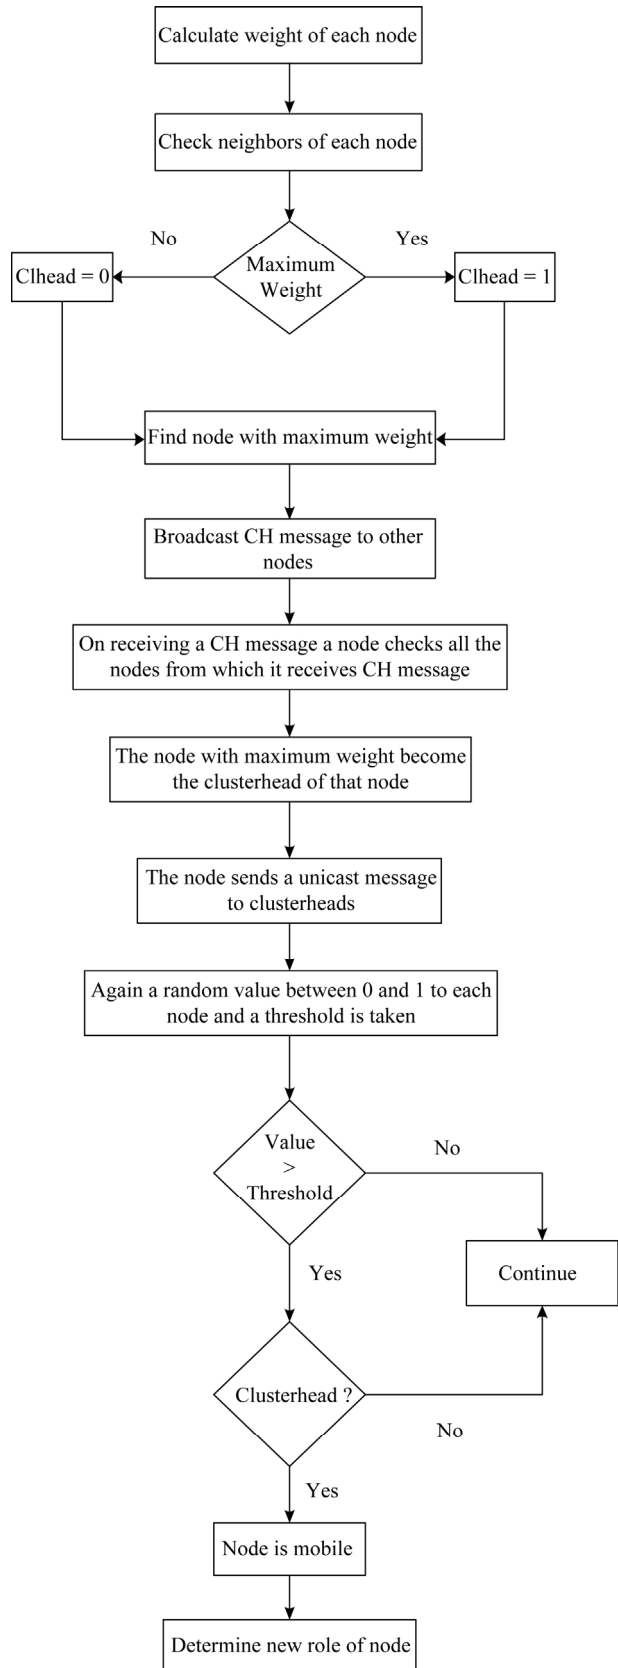 Calculate weight of each node
Check neighbors of each node
No
Yes
Maximum
Weight
Clhead = 0
Clhead = 1
Find node with maximum weight
Broadcast CH message to other
nodes
On receiving a CH message a node checks all the
nodes from which it receives CH message
The node with maximum weight become
the clusterhead of that node
The node sends a unicast message
to clusterheads
Again a random value between 0 and 1 to each
node and a threshold is taken
Value
>
Threshold
No
Yes
Continue
Clusterhead ?
No
Yes
Node is mobile
Determine new role of node